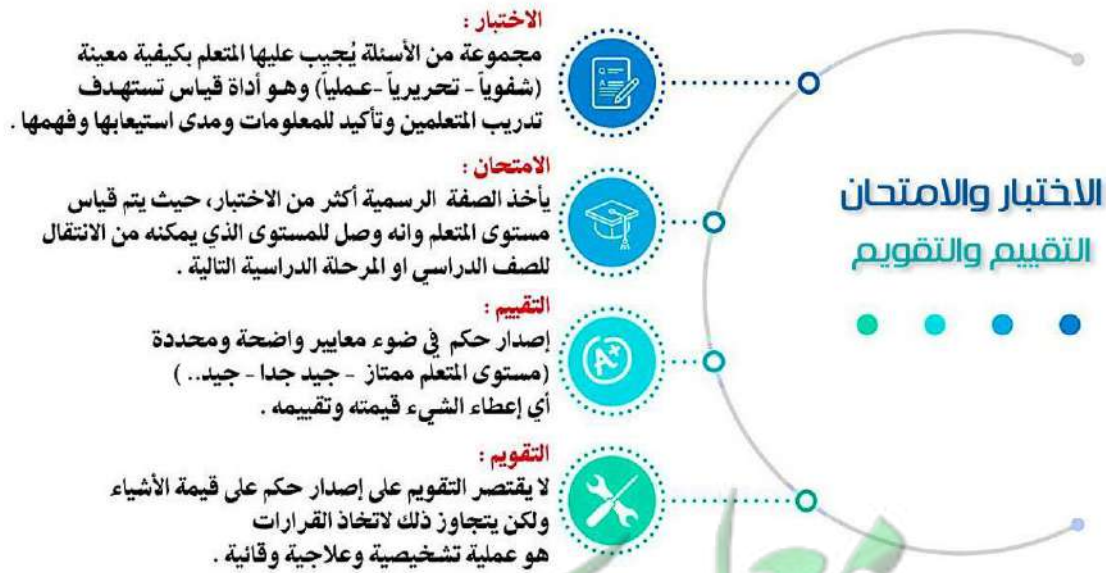 الاختبار والامتحان
التقييم والتقويم
الاختبار :
مجموعة من الأسئلة يُجيب عليها المتعلم بكيفية معينة
(شفوياً - تحريرياً -عملياً) وهو أداة قياس تستهدف
تدريب المتعلمين وتأكيد للمعلومات ومدى استيعابها وفهمها .
الامتحان :
يأخذ الصفة الرسمية أكثر من الاختبار، حيث يتم قياس
مستوى المتعلم وانه وصل للمستوى الذي يمكنه من الانتقال
للصف الدراسي او المرحلة الدراسية التالية .
التقييم :
إصدار حكم في ضوء معايير واضحة ومحددة
(مستوى المتعلم ممتاز - جيد جدا - جيد.. )
أي إعطاء الشيء قيمته وتقييمه .
A+
التقويم :
لا يقتصر التقويم على إصدار حكم على قيمة الأشياء
ولكن يتجاوز ذلك لاتخاذ القرارات
هو عملية تشخيصية وعلاجية وقائية .